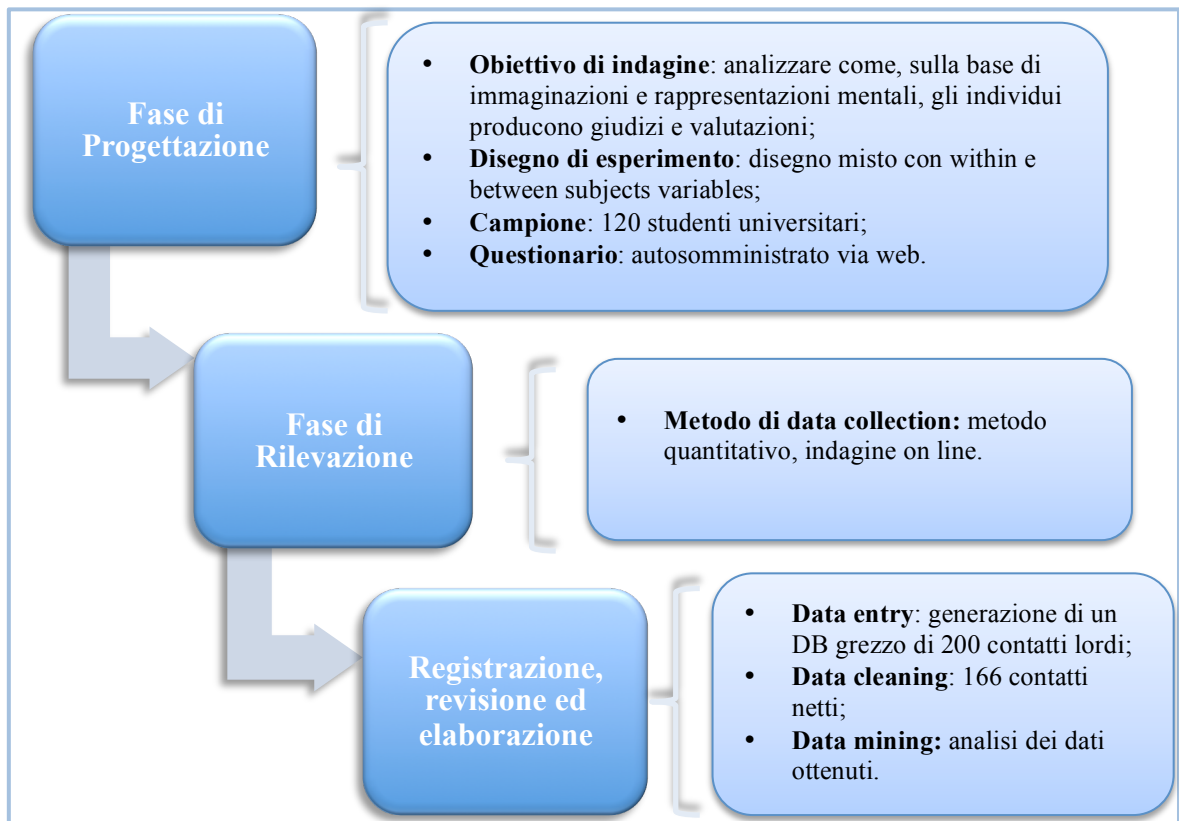 Fase di
Progettazione
• Obiettivo di indagine: analizzare come, sulla base di
immaginazioni e rappresentazioni mentali, gli individui
producono giudizi e valutazioni;
• Disegno di esperimento: disegno misto con within e
between subjects variables;
• Campione: 120 studenti universitari;
• Questionario: autosomministrato via web.
Fase di
Rilevazione
• Metodo di data collection: metodo
quantitativo, indagine on line.
Registrazione,
revisione ed
elaborazione
• Data entry: generazione di un
DB grezzo di 200 contatti lordi;
• Data cleaning: 166 contatti
netti;
• Data mining: analisi dei dati
ottenuti.